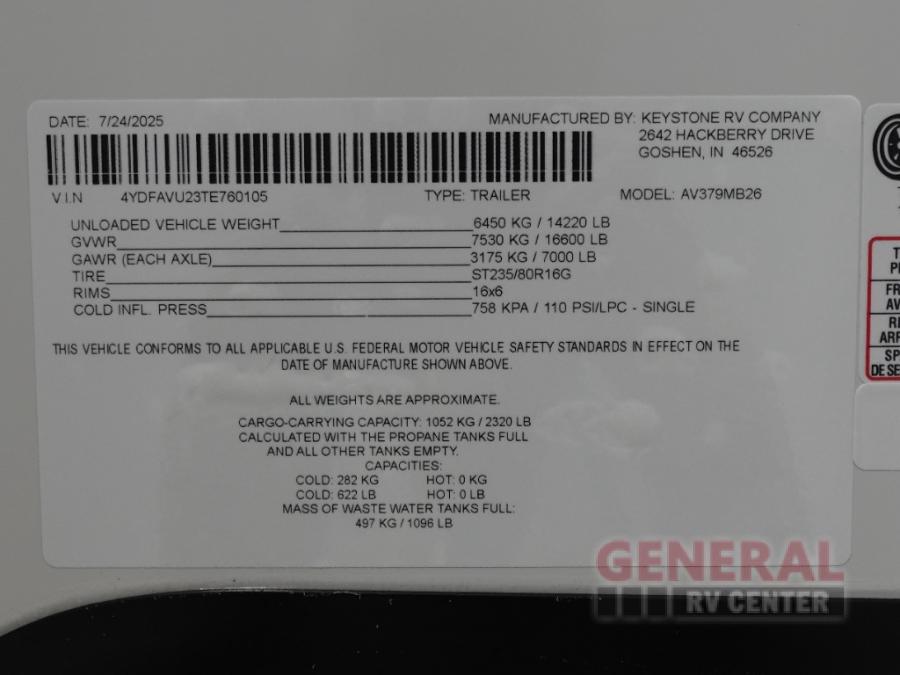 DATE: 7/24/2025
MANUFACTURED BY: KEYSTONE RV COMPANY
2642 HACKBERRY DRIVE
GOSHEN, IN 46526
V I.N 4YDFAVU23TE760105 TYPE: TRAILER MODEL: AV379MB26
UNLOADED VEHICLE WEIGHT 6450 KG / 14220 LB
GVWR 7530 KG / 16600 LB
GAWR (EACH AXLE) 3175 KG / 7000 LB
TIRE ST235/80R16G
RIMS 16x6
COLD INFL. PRESS 758 KPA / 110 PSI/LPC - SINGLE
THIS VEHICLE CONFORMS TO ALL APPLICABLE U.S. FEDERAL MOTOR VEHICLE SAFETY STANDARDS IN EFFECT ON THE
DATE OF MANUFACTURE SHOWN ABOVE.
ALL WEIGHTS ARE APPROXIMATE.
CARGO-CARRYING CAPACITY: 1052 KG / 2320 LB
CALCULATED WITH THE PROPANE TANKS FULL
AND ALL OTHER TANKS EMPTY.
CAPACITIES:
COLD: 282 KG HOT: 0 KG
COLD: 622 LB HOT: 0 LB
MASS OF WASTE WATER TANKS FULL:
497 KG / 1096 LB
GENERAL
RV CENTER